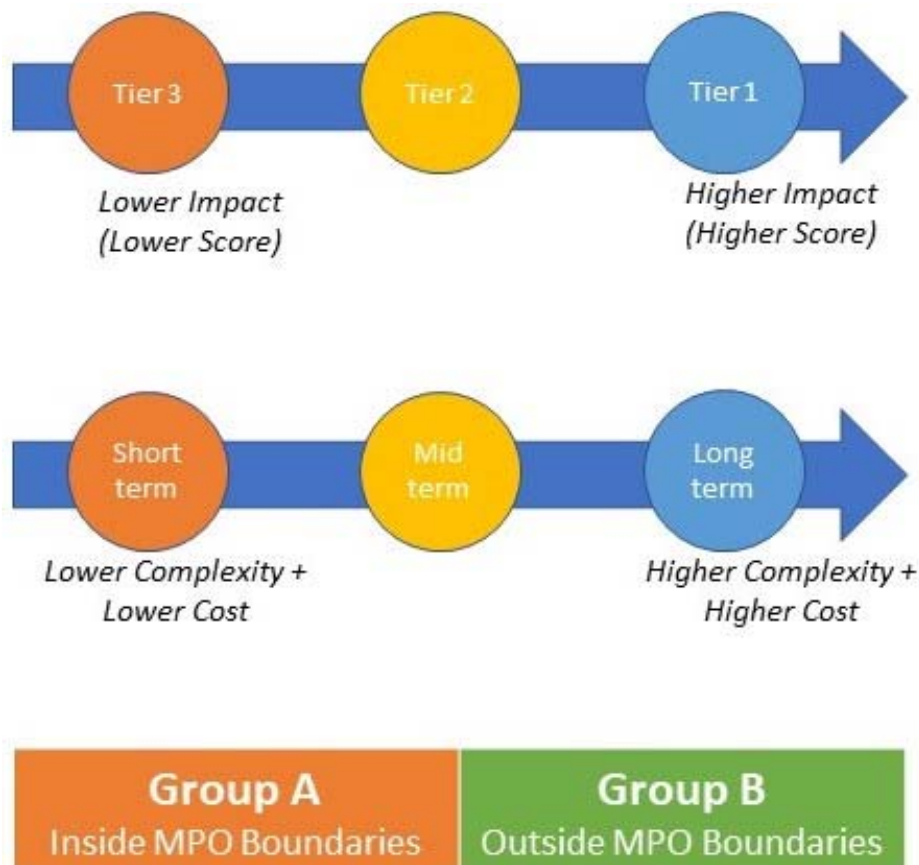 Tier 3
Tier 2
Tier 1
Lower Impact
(Lower Score)
Higher Impact
(Higher Score)
Short
term
Mid
term
Long
term
Lower Complexity +
Lower Cost
Higher Complexity +
Higher Cost
Group A
Inside MPO Boundaries
Group B
Outside MPO Boundaries